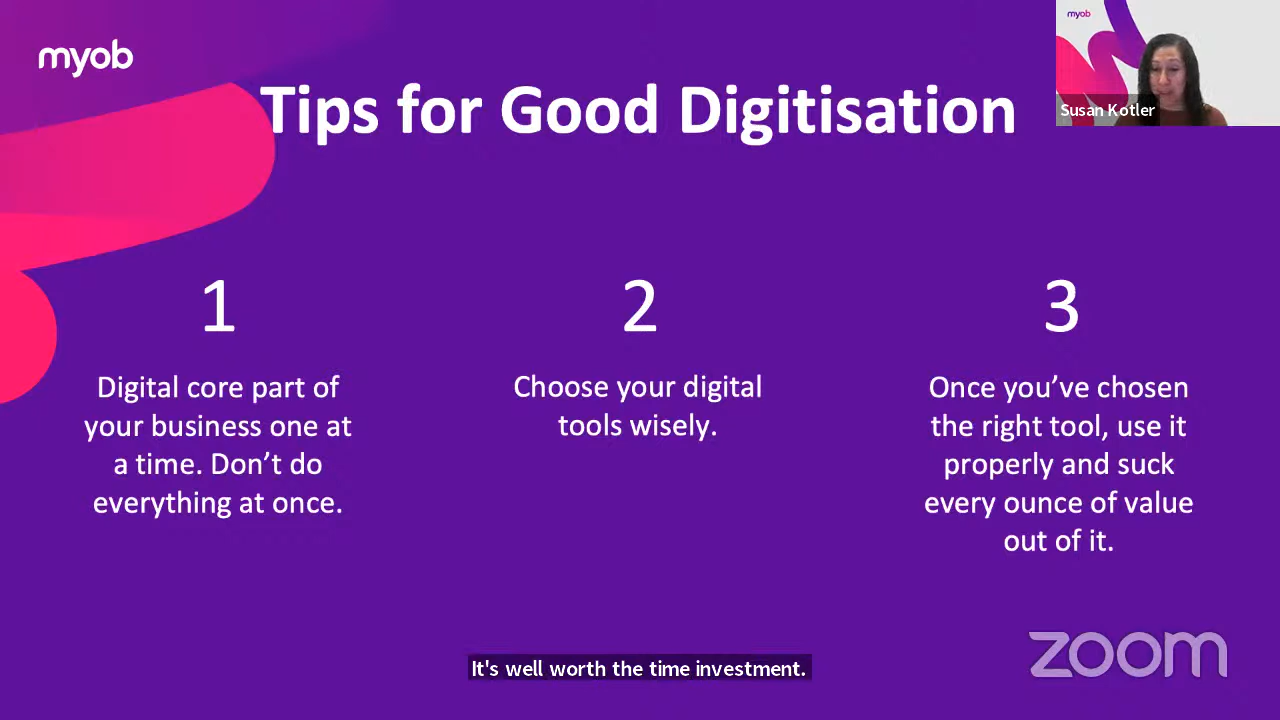 myob
Tips for Good Digitisation
myob
Susan Kotler
1
Digital core part of
your business one at
a time. Don’t do
everything at once.
2
Choose your digital
tools wisely.
3
Once you’ve chosen
the right tool, use it
properly and suck
every ounce of value
out of it.
It's well worth the time investment.
zoom